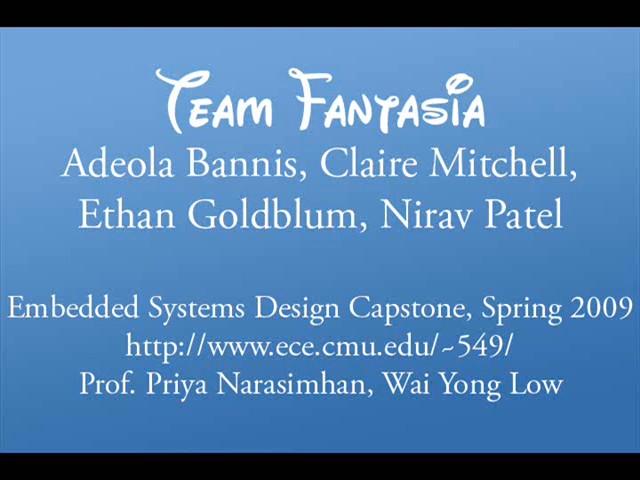 Team Fantasia
Adeola Bannis, Claire Mitchell,
Ethan Goldblum, Nirav Patel
Embedded Systems Design Capstone, Spring 2009
http://www.ece.cmu.edu/~549/
Prof. Priya Narasimhan, Wai Yong Low